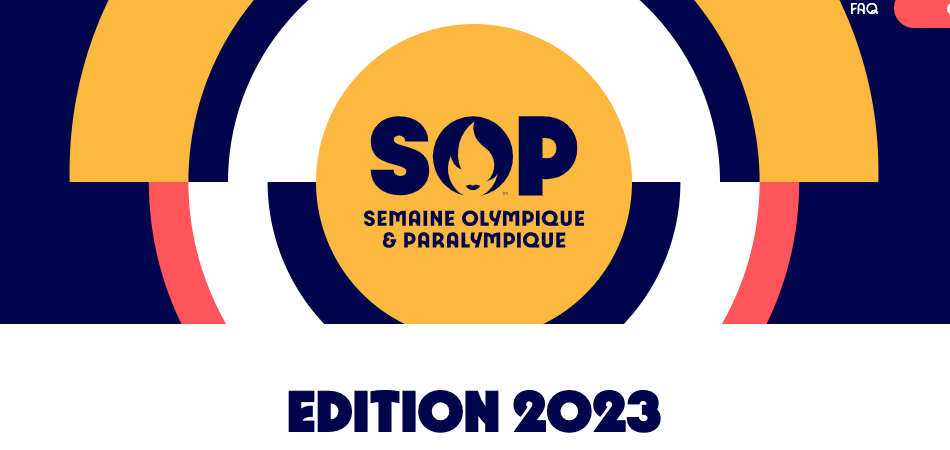 FAQ
SOP
SEMAINE OLYMPIQUE
& PARALYMPIQUE
EDITION 2023